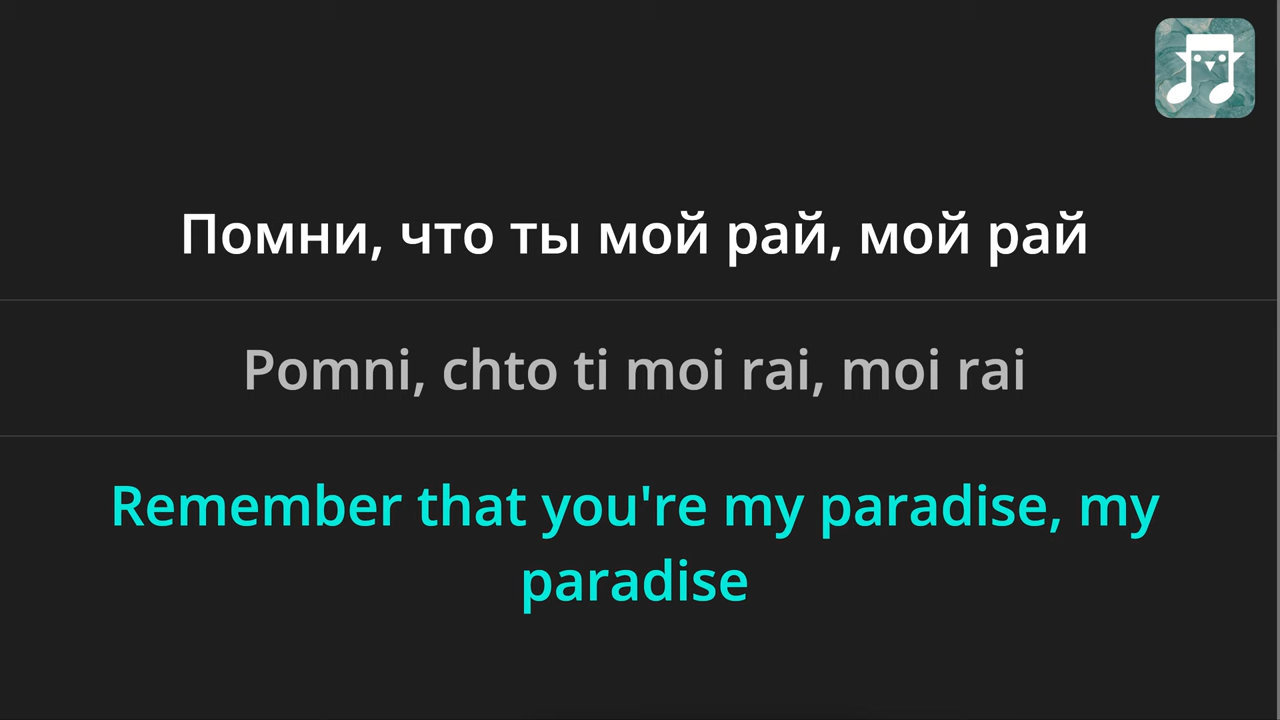 Помни, что ты мой рай, мой рай
Pomni, chto ti moi rai, moi rai
Remember that you're my paradise, my
paradise